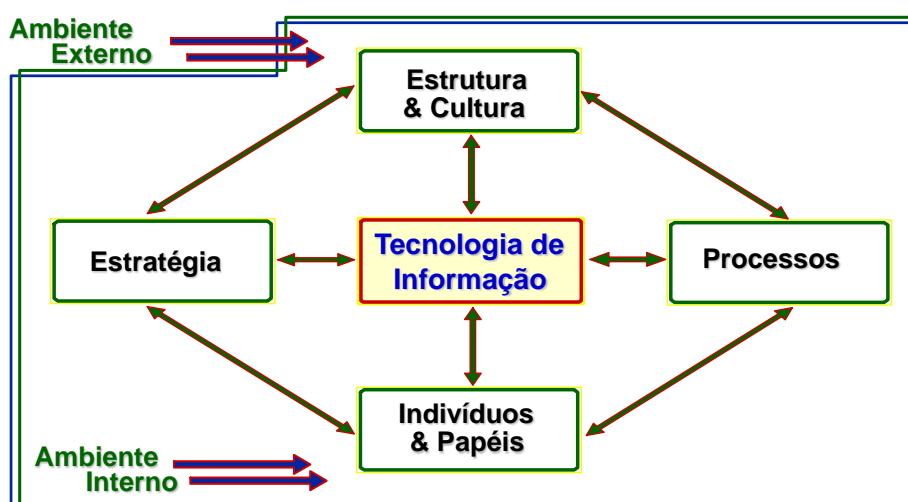 Ambiente
Externo
Estrutura
& Cultura
Estratégia
Tecnologia de
Informação
Processos
Indivíduos
& Papéis
Ambiente
Interno